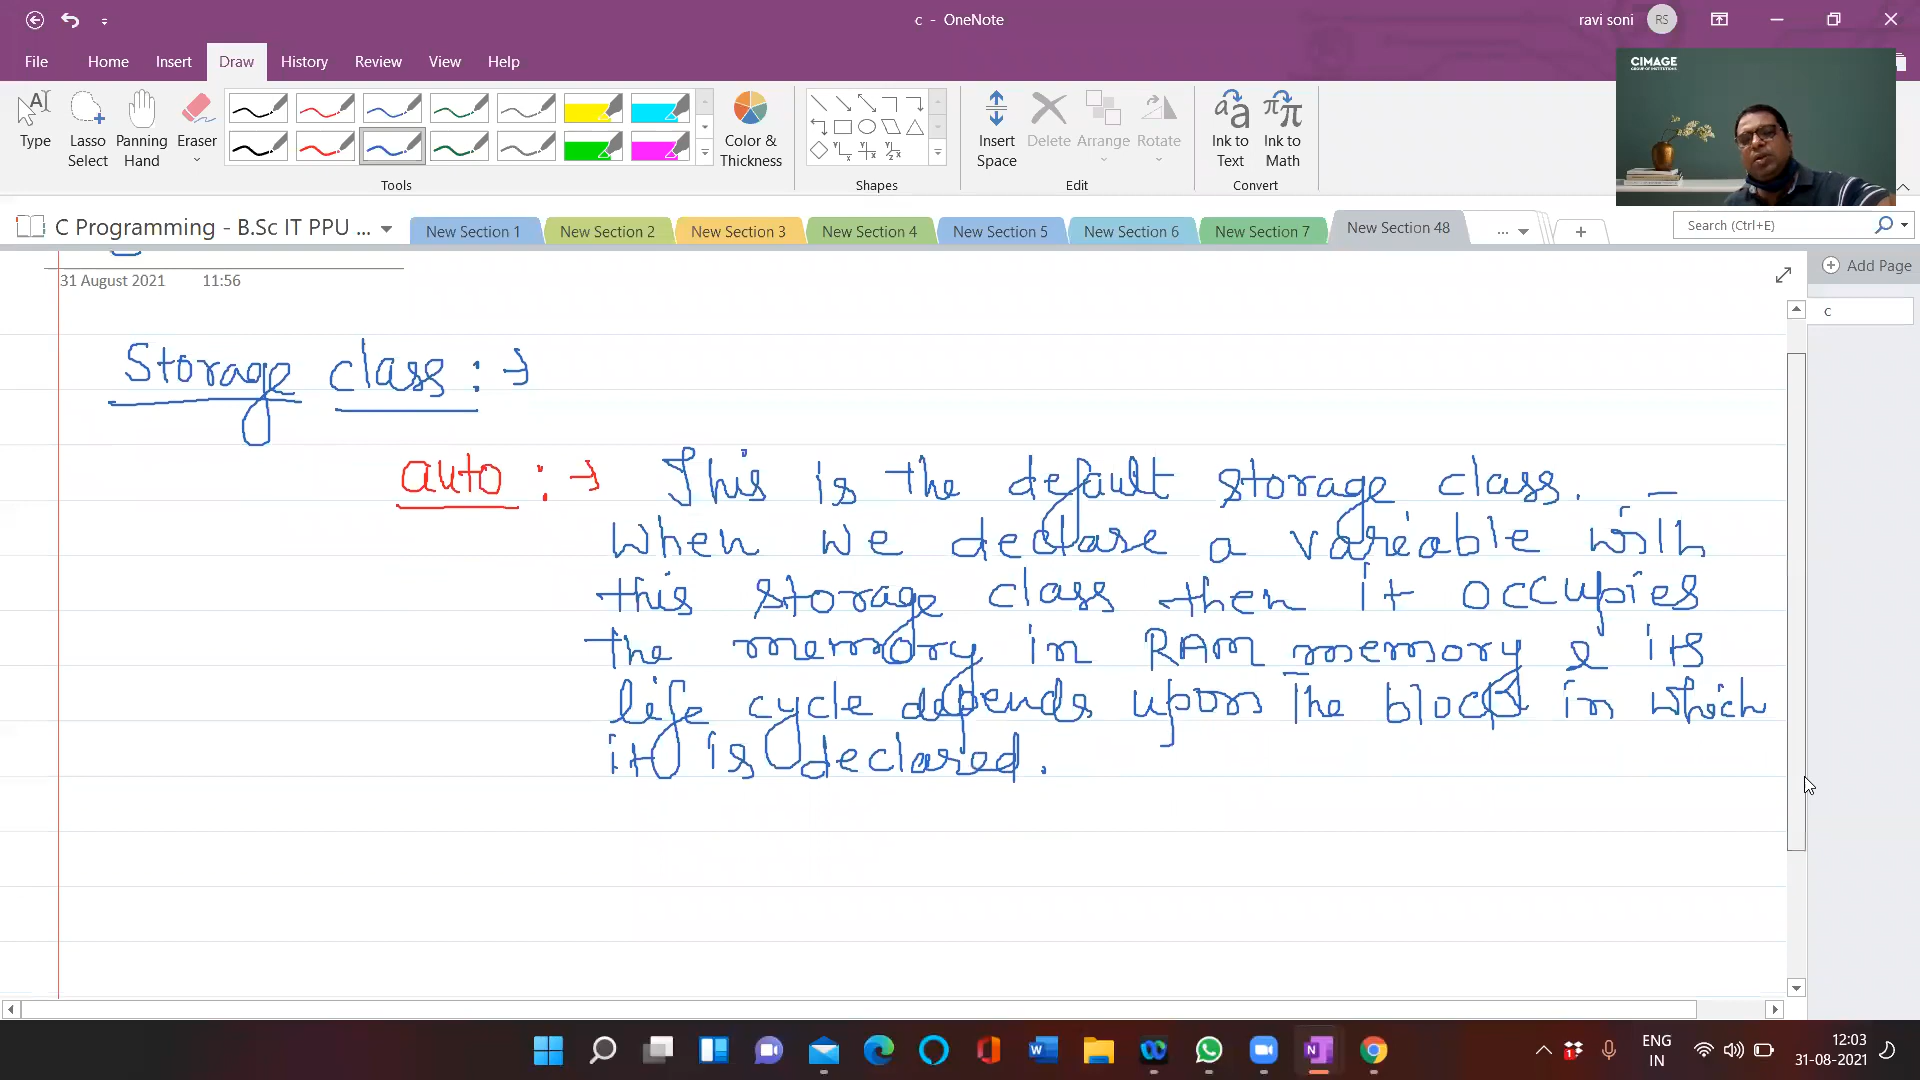 c - OneNote
ravi soni RS
File Home Insert Draw History Review View Help
CIMAGE
GROUP OF INSTITUTIONS
Type Lasso Select Panning Hand Eraser Color & Thickness Insert Space Delete Arrange Rotate Ink to Text Ink to Math
Tools Shapes Edit Convert
C Programming - B.Sc IT PPU ... New Section 1 New Section 2 New Section 3 New Section 4 New Section 5 New Section 6 New Section 7 New Section 48 ... Search (Ctrl+E)
Add Page
31 August 2021 11:56
c
Storage class :→
auto :→ This is the default storage class.
When we declare a variable with
this storage class then it occupies
the memory in RAM memory & its
life cycle depends upon the block in which
it is declared.
ENG
IN
12:03
31-08-2021